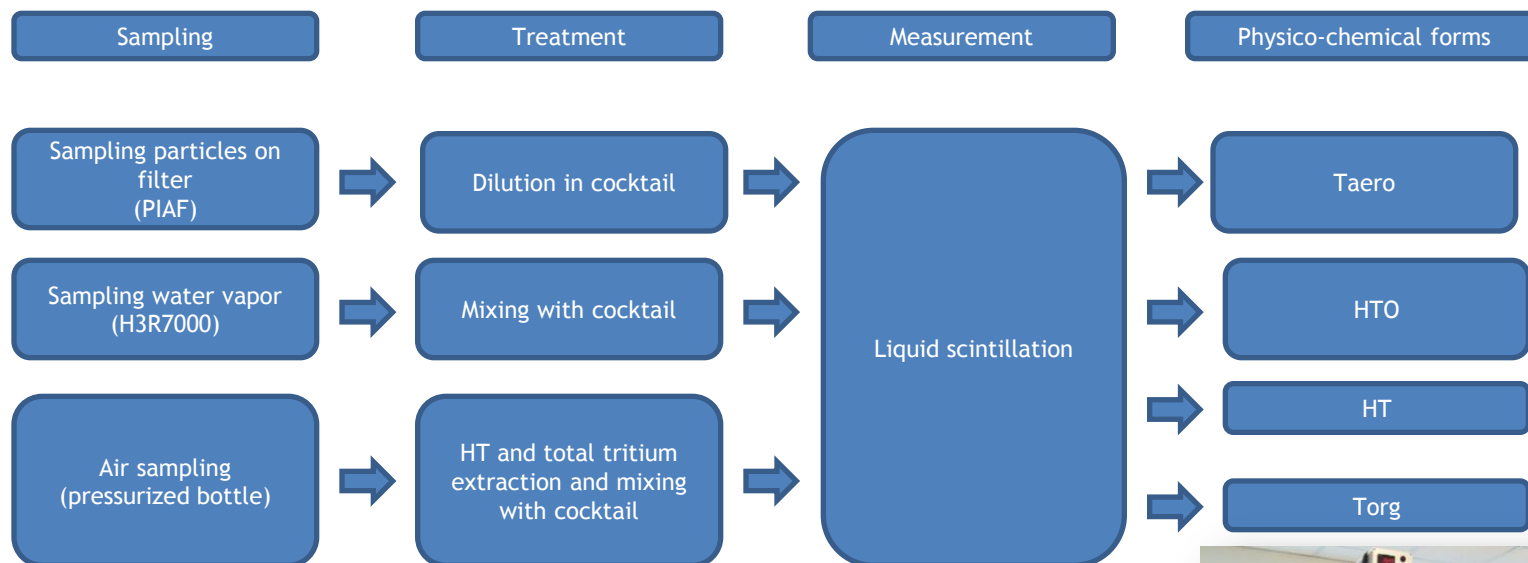 Sampling
Treatment
Measurement
Physico-chemical forms
Sampling particles on
filter
(PIAF)
Dilution in cocktail
Liquid scintillation
Taero
Sampling water vapor
(H3R7000)
Mixing with cocktail
HTO
HT
Air sampling
(pressurized bottle)
HT and total tritium
extraction and mixing
with cocktail
Torg